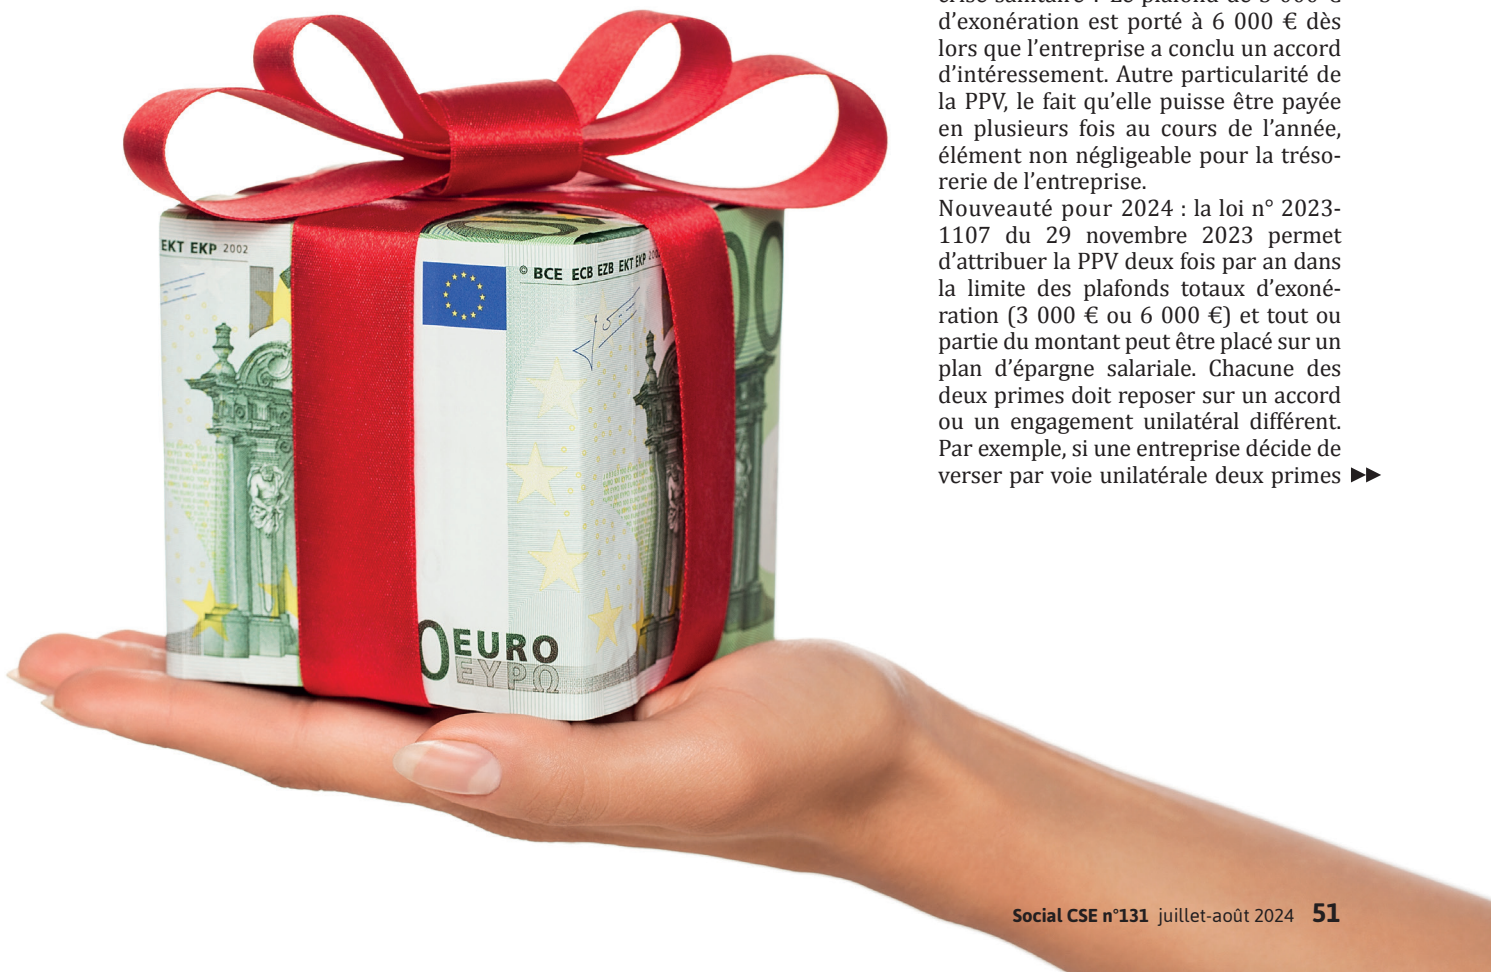 d'exonération est porté à 6 000 € dès
lors que l'entreprise a conclu un accord
d'intéressement. Autre particularité de
la PPV, le fait qu'elle puisse être payée
en plusieurs fois au cours de l'année,
élément non négligeable pour la tréso-
rerie de l'entreprise.
Nouveauté pour 2024 : la loi n° 2023-
1107 du 29 novembre 2023 permet
d'attribuer la PPV deux fois par an dans
la limite des plafonds totaux d'exoné-
ration (3 000 € ou 6 000 €) et tout ou
partie du montant peut être placé sur un
plan d'épargne salariale. Chacune des
deux primes doit reposer sur un accord
ou un engagement unilatéral différent.
Par exemple, si une entreprise décide de
verser par voie unilatérale deux primes ▶▶
EKT EKP 2002
© BCE ECB EZB EKT EKP 200
00
0 EURO
ΕΥΡΩ
Social CSE n°131 juillet-août 2024 51